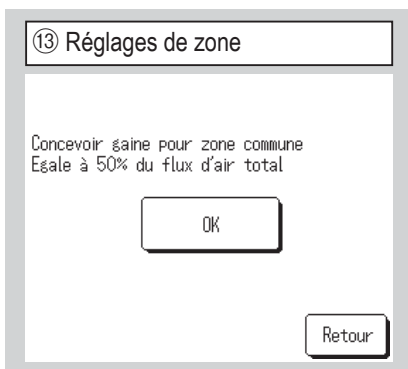 ⑬ Réglages de zone
Concevoir gaine pour zone commune
Egale à 50% du flux d'air total
OK
Retour